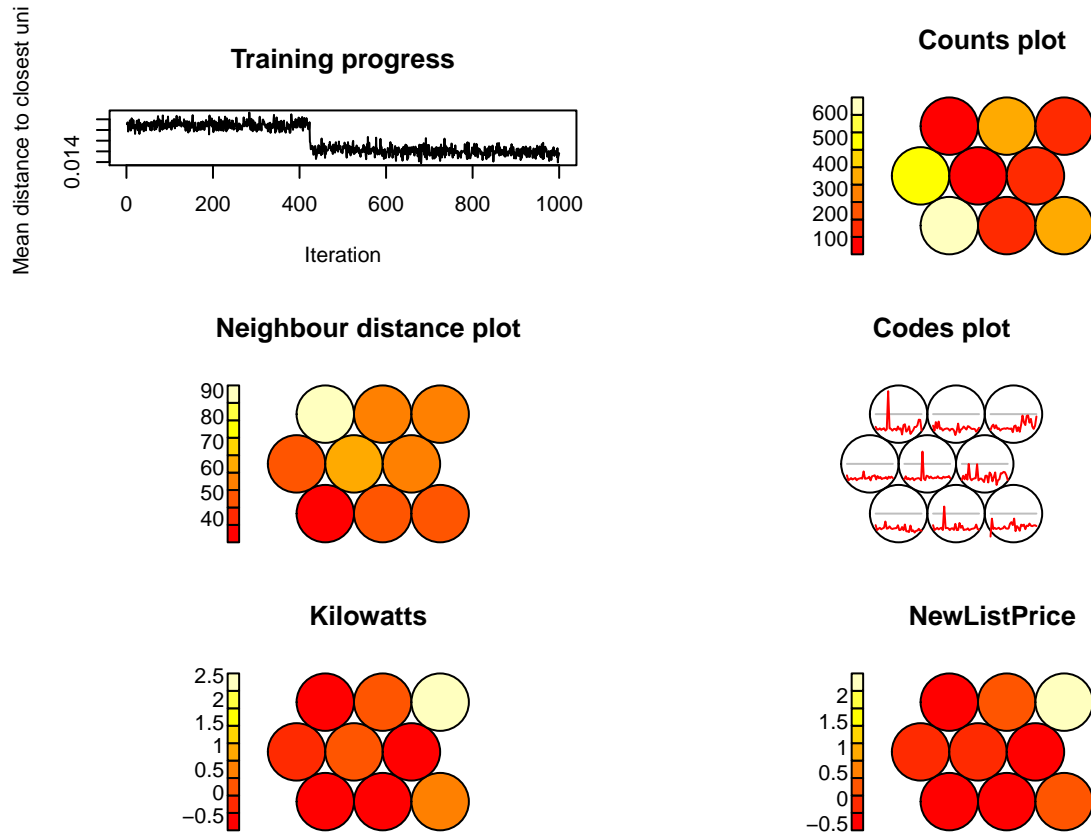 Training progress
Mean distance to closest uni
0.014
0 200 400 600 800 1000
Iteration
Counts plot
600
500
400
300
200
100
Neighbour distance plot
90
80
70
60
50
40
Codes plot
Kilowatts
2.5
2
1.5
1
0.5
0
−0.5
NewListPrice
2
1.5
1
0.5
0
−0.5